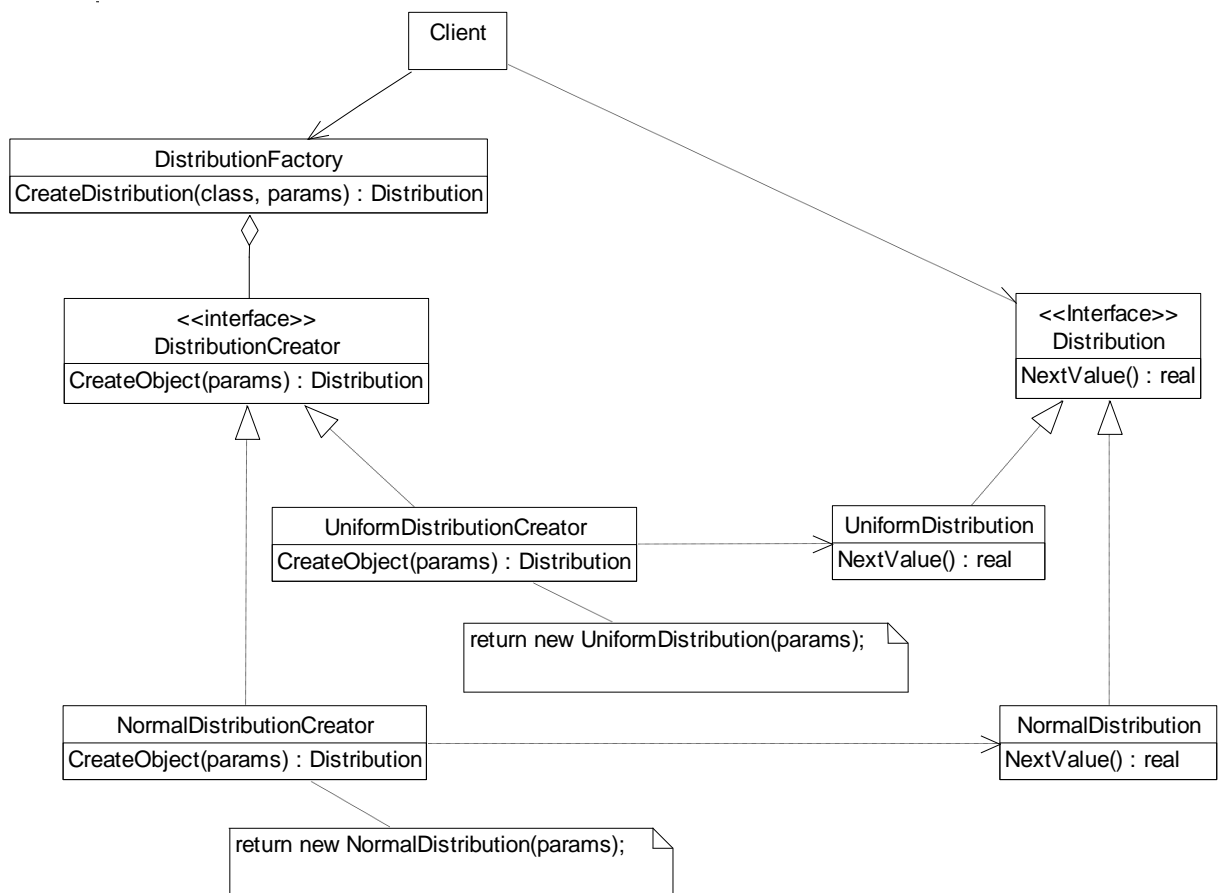 Client
DistributionFactory
CreateDistribution(class, params) : Distribution
<<interface>>
DistributionCreator
CreateObject(params) : Distribution
<<Interface>>
Distribution
NextValue() : real
UniformDistributionCreator
CreateObject(params) : Distribution
UniformDistribution
NextValue() : real
return new UniformDistribution(params);
NormalDistributionCreator
CreateObject(params) : Distribution
NormalDistribution
NextValue() : real
return new NormalDistribution(params);